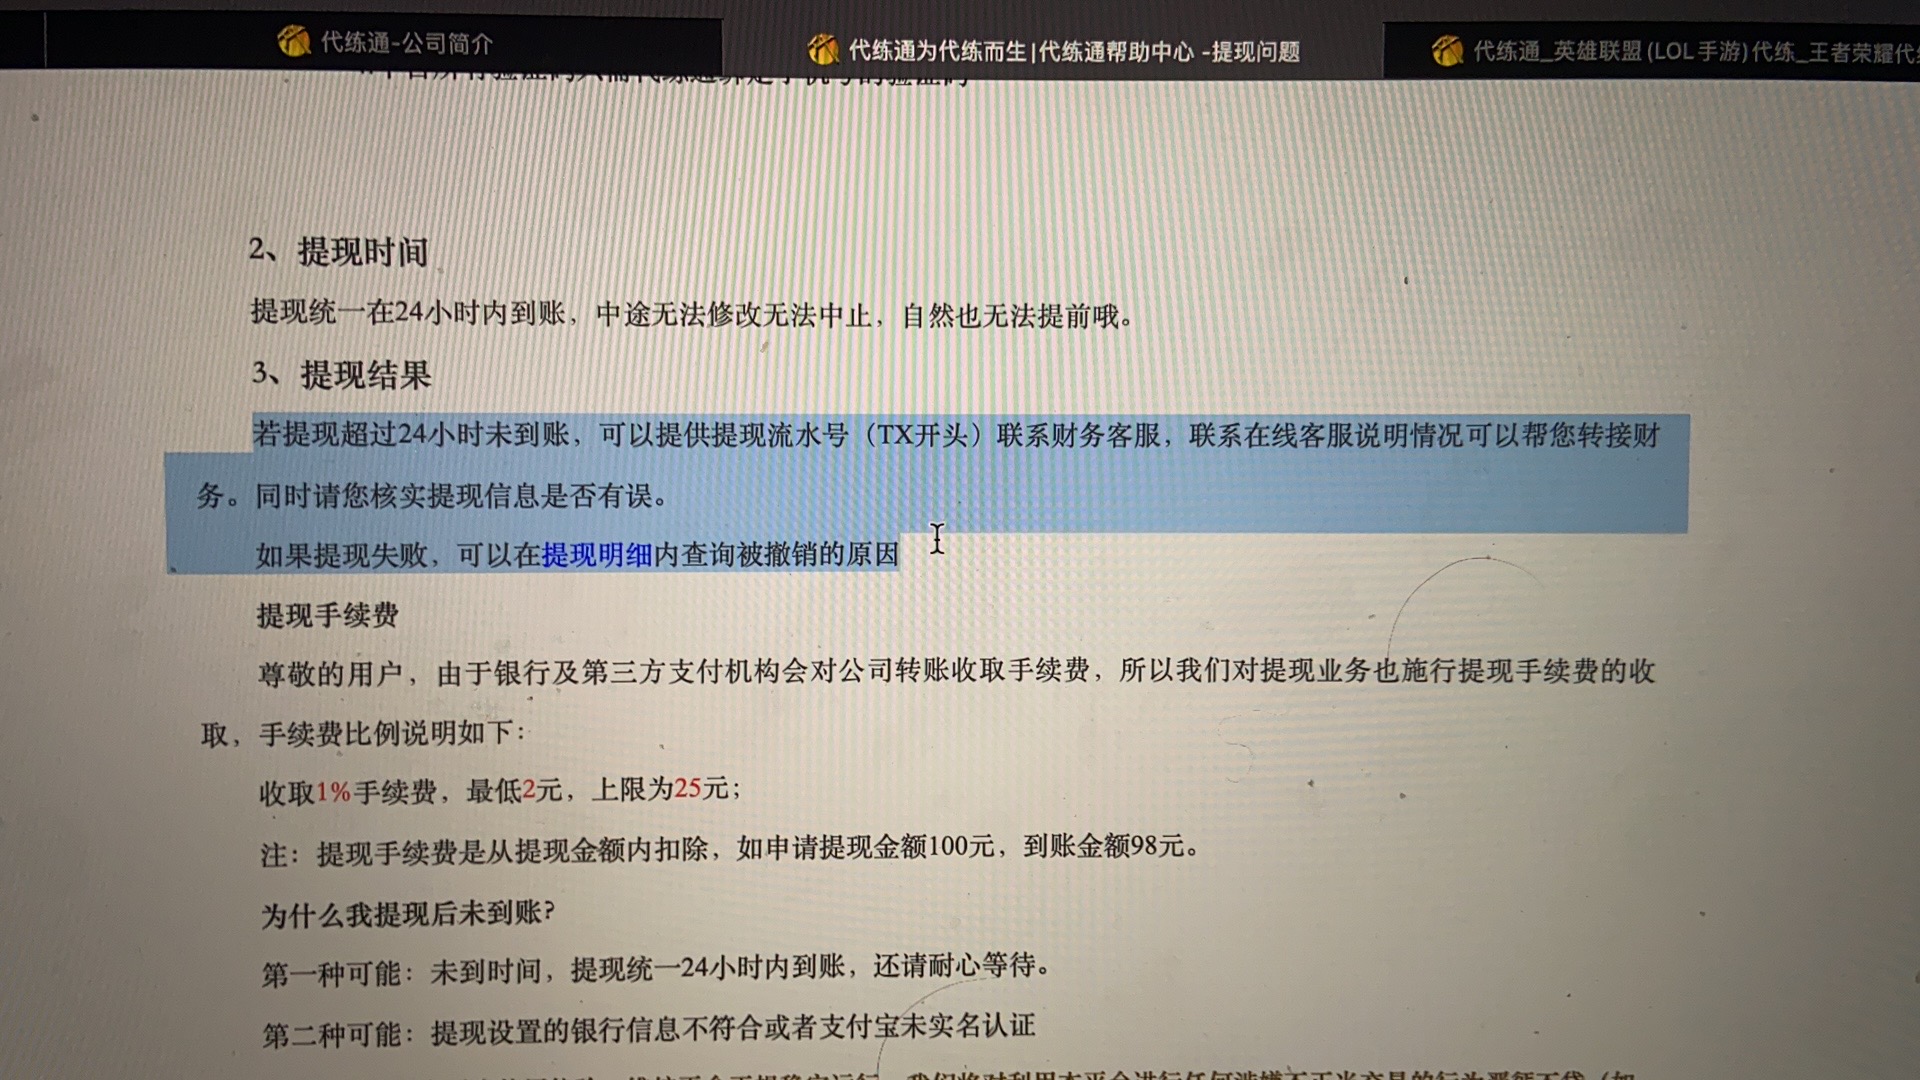 代练通-公司简介
代练通为代练而生|代练通帮助中心 -提现问题
代练通_英雄联盟(LOL手游)代练_王者荣耀代
2、提现时间
提现统一在24小时内到账，中途无法修改无法中止，自然也无法提前哦。
3、提现结果
若提现超过24小时未到账，可以提供提现流水号（TX开头）联系财务客服，联系在线客服说明情况可以帮您转接财
务。同时请您核实提现信息是否有误。
如果提现失败，可以在提现明细内查询被撤销的原因
提现手续费
尊敬的用户，由于银行及第三方支付机构会对公司转账收取手续费，所以我们对提现业务也施行提现手续费的收
取，手续费比例说明如下：
收取1%手续费，最低2元，上限为25元；
注：提现手续费是从提现金额内扣除，如申请提现金额100元，到账金额98元。
为什么我提现后未到账？
第一种可能：未到时间，提现统一24小时内到账，还请耐心等待。
第二种可能：提现设置的银行信息不符合或者支付宝未实名认证